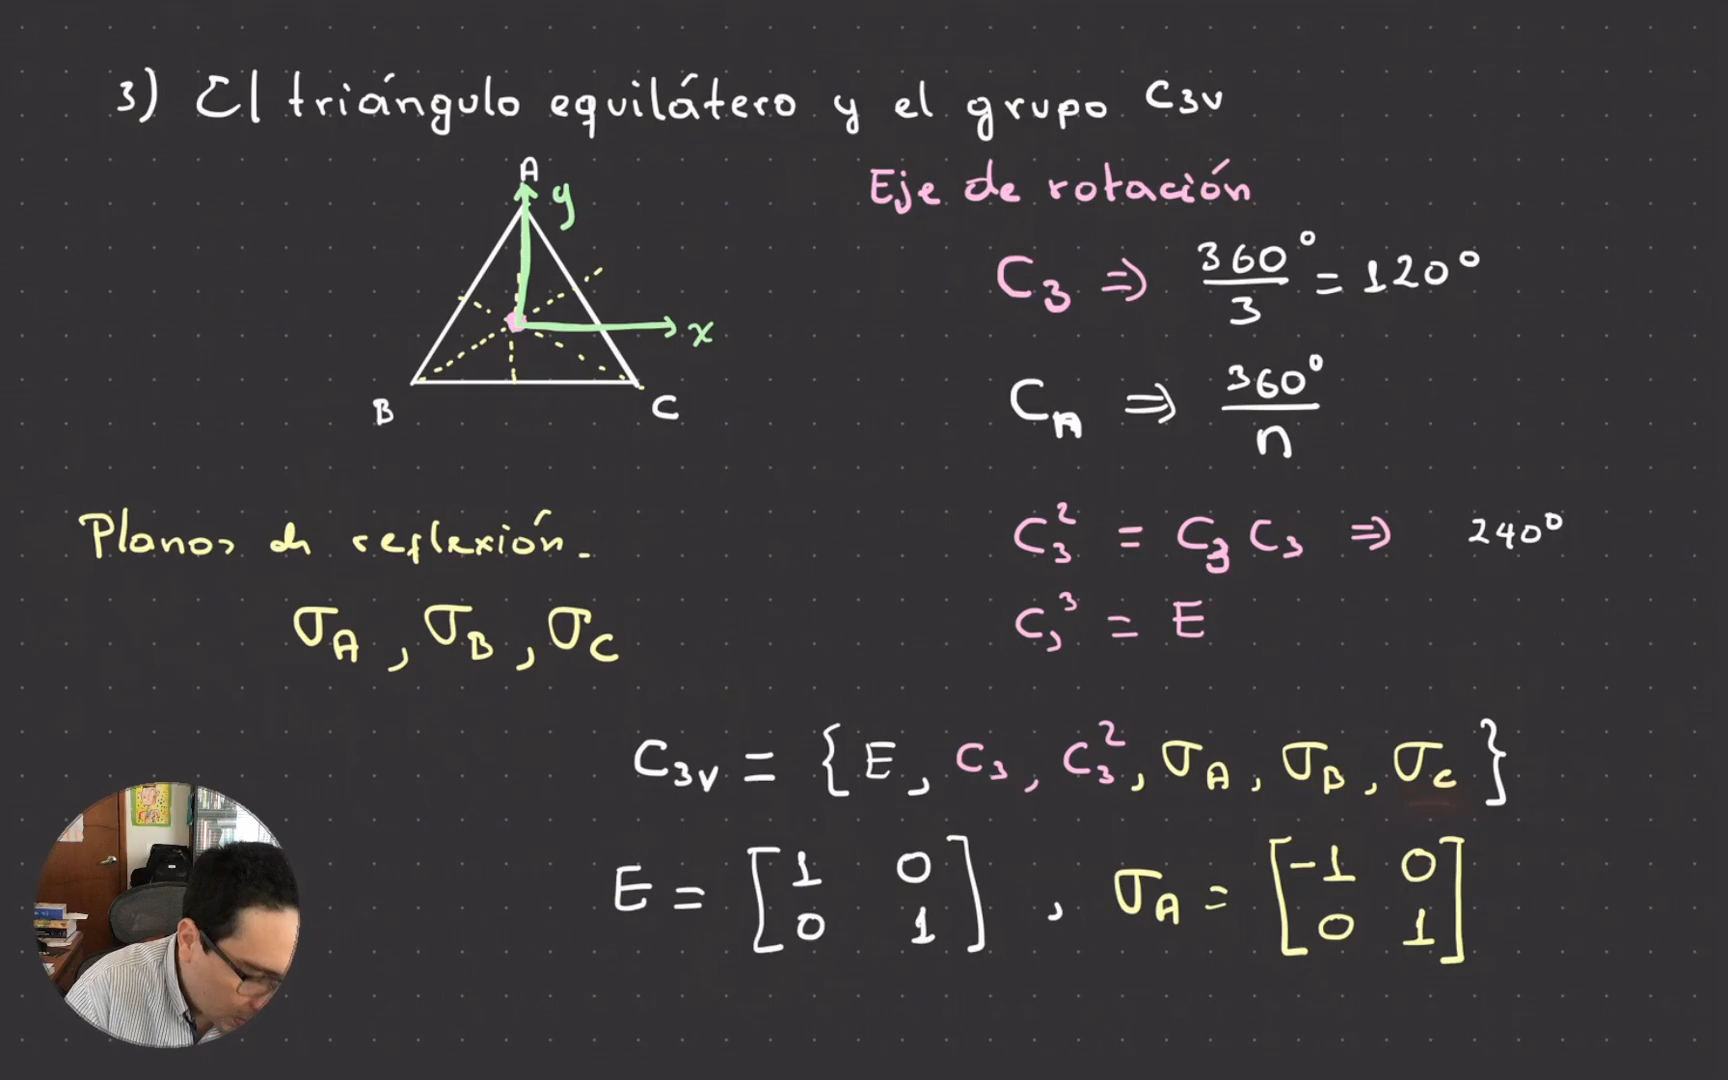 3) El triángulo equilátero y el grupo C3v
A
y
x
B
C
Eje de rotación
C₃ ⇒ 360°/3 = 120°
Cₙ ⇒ 360°/n
C₃² = C₃ C₃ ⇒ 240°
C₃³ = E
Planos de reflexión.
σA, σB, σC
C3v = {E, C₃, C₃², σA, σB, σC}
E = [1 0
0 1], σA = [-1 0
0 1]